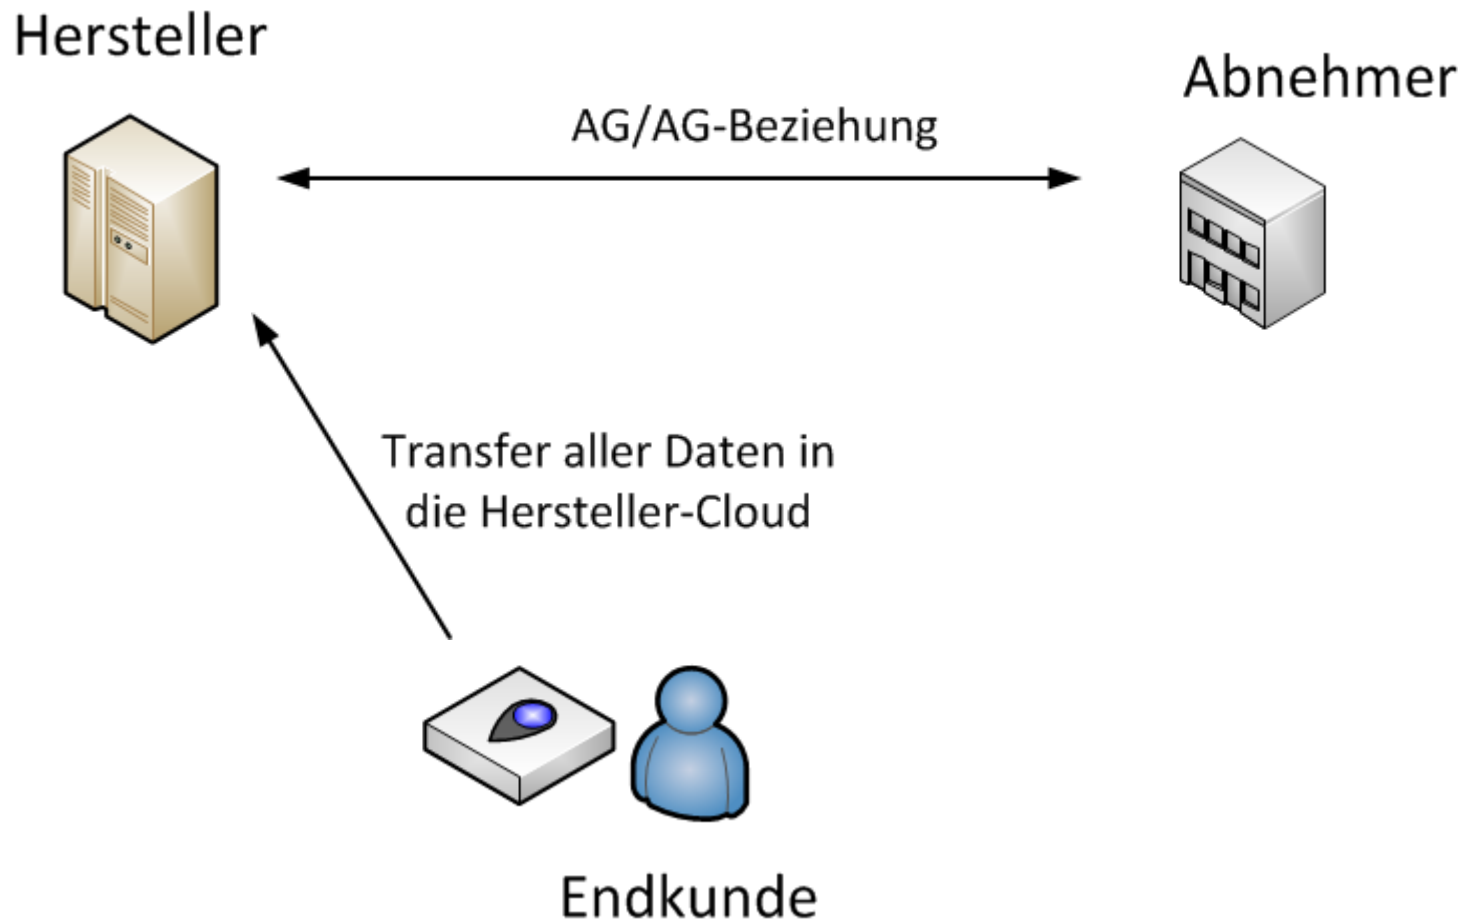 Hersteller
Abnehmer
AG/AG-Beziehung
Transfer aller Daten in
die Hersteller-Cloud
Endkunde